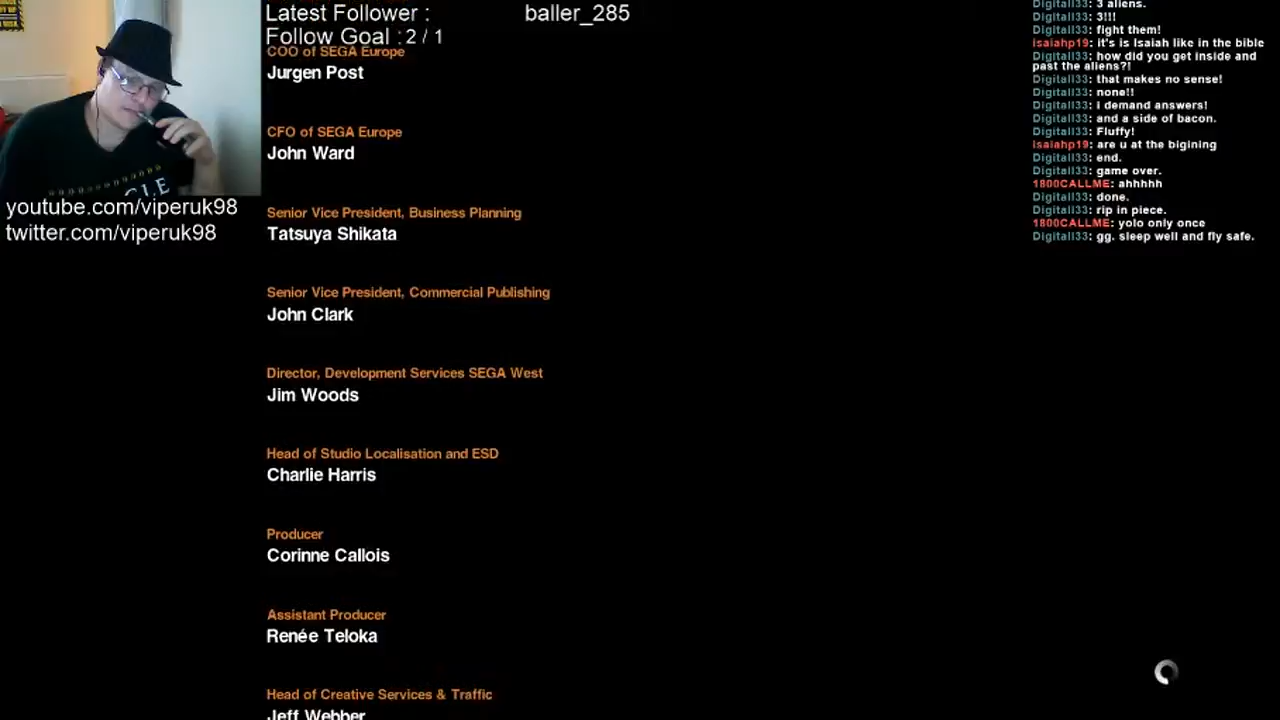 Latest Follower : baller_285
Follow Goal : 2 / 1
COO of SEGA Europe
Jurgen Post
CFO of SEGA Europe
John Ward
Senior Vice President, Business Planning
Tatsuya Shikata
Senior Vice President, Commercial Publishing
John Clark
Director, Development Services SEGA West
Jim Woods
Head of Studio Localisation and ESD
Charlie Harris
Producer
Corinne Callois
Assistant Producer
Renée Teloka
Head of Creative Services & Traffic
Jeff Webber
youtube.com/viperuk98
twitter.com/viperuk98
Digitall33: 3 aliens.
Digitall33: 3!!!
Digitall33: fight them!
isaiahp19: it's is Isaiah like in the bible
Digitall33: how did you get inside and
past the aliens?!
Digitall33: that makes no sense!
Digitall33: none!!
Digitall33: i demand answers!
Digitall33: and a side of bacon.
Digitall33: Fluffy!
isaiahp19: are u at the bigining
Digitall33: end.
Digitall33: game over.
1800CALLME: ahhhhh
Digitall33: done.
Digitall33: rip in piece.
1800CALLME: yolo only once
Digitall33: gg. sleep well and fly safe.